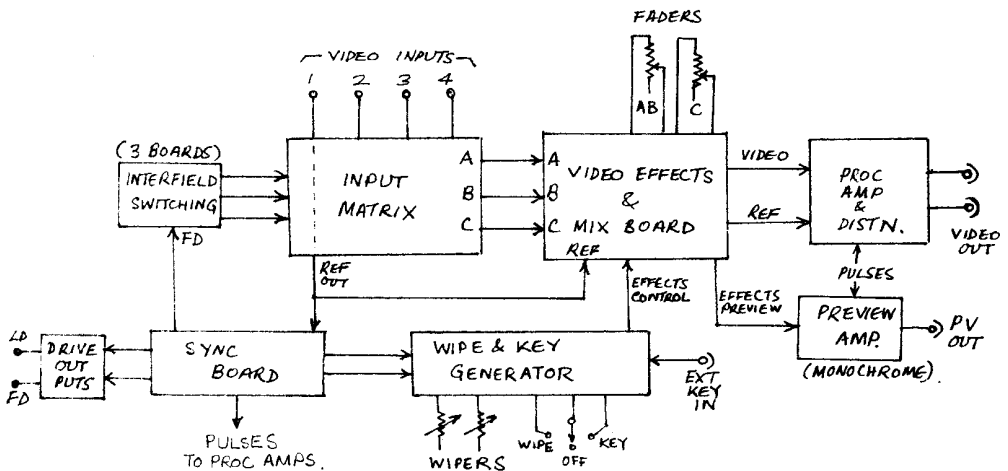 FADERS
VIDEO INPUTS
1 2 3 4
AB
C
(3 BOARDS)
INTERFIELD
SWITCHING
FD
INPUT
MATRIX
A
B
C
A
B
C
VIDEO EFFECTS
&
MIX BOARD
REF
VIDEO
REF
PROC
AMP
&
DISTN.
VIDEO
OUT
REF
OUT
EFFECTS
CONTROL
EFFECTS
PREVIEW
PULSES
PREVIEW
AMP.
(MONOCHROME).
PV
OUT
LD
FD
DRIVE
OUT
PUTS
SYNC
BOARD
WIPE & KEY
GENERATOR
EXT
KEY
IN
PULSES
TO PROC AMPS.
WIPERS
WIPE
OFF
KEY